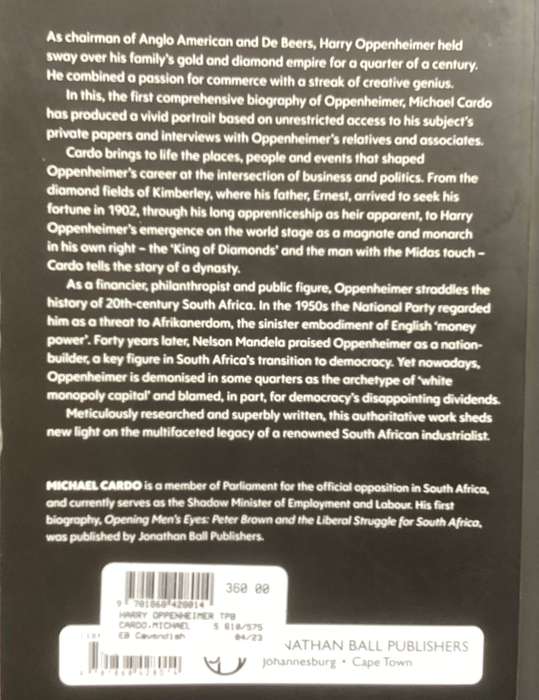 As chairman of Anglo American and De Beers, Harry Oppenheimer held
sway over his family's gold and diamond empire for a quarter of a century.
He combined a passion for commerce with a streak of creative genius.
In this, the first comprehensive biography of Oppenheimer, Michael Cardo
has produced a vivid portrait based on unrestricted access to his subject's
private papers and interviews with Oppenheimer's relatives and associates.
Cardo brings to life the places, people and events that shaped
Oppenheimer's career at the intersection of business and politics. From the
diamond fields of Kimberley, where his father, Ernest, arrived to seek his
fortune in 1902, through his long apprenticeship as heir apparent, to Harry
Oppenheimer's emergence on the world stage as a magnate and monarch
in his own right – the 'King of Diamonds' and the man with the Midas touch –
Cardo tells the story of a dynasty.
As a financier, philanthropist and public figure, Oppenheimer straddles the
history of 20th-century South Africa. In the 1950s the National Party regarded
him as a threat to Afrikanerdom, the sinister embodiment of English 'money
power'. Forty years later, Nelson Mandela praised Oppenheimer as a nation-
builder, a key figure in South Africa's transition to democracy. Yet nowadays,
Oppenheimer is demonised in some quarters as the archetype of 'white
monopoly capital' and blamed, in part, for democracy's disappointing dividends.
Meticulously researched and superbly written, this authoritative work sheds
new light on the multifaceted legacy of a renowned South African industrialist.
MICHAEL CARDO is a member of Parliament for the official opposition in South Africa,
and currently serves as the Shadow Minister of Employment and Labour. His first
biography, Opening Men's Eyes: Peter Brown and the Liberal Struggle for South Africa,
was published by Jonathan Ball Publishers.
360 00
9 781868 428014
HARRY OPPENHEIMER TPB
CARDO,MICHAEL
EB Cavendish 04/23
NATHAN BALL PUBLISHERS
Johannesburg • Cape Town